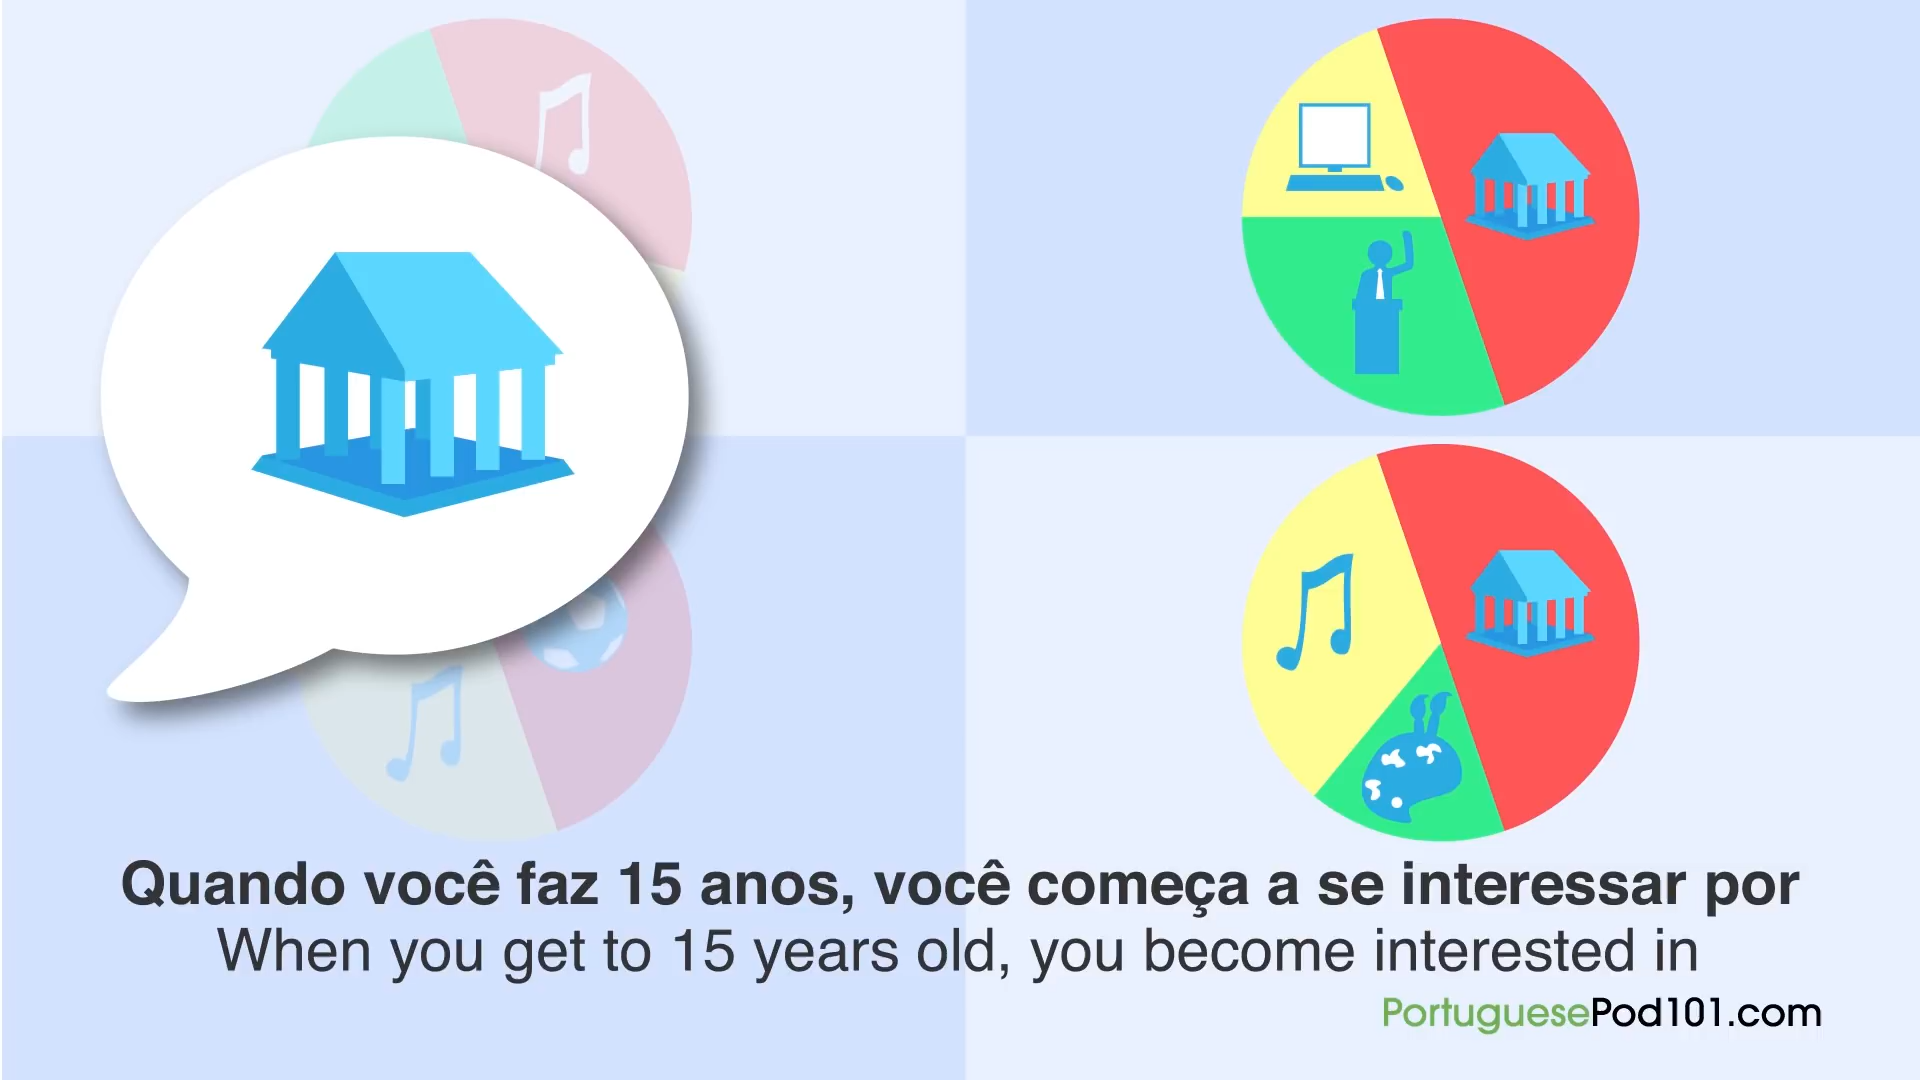 Quando você faz 15 anos, você começa a se interessar por
When you get to 15 years old, you become interested in
PortuguesePod101.com